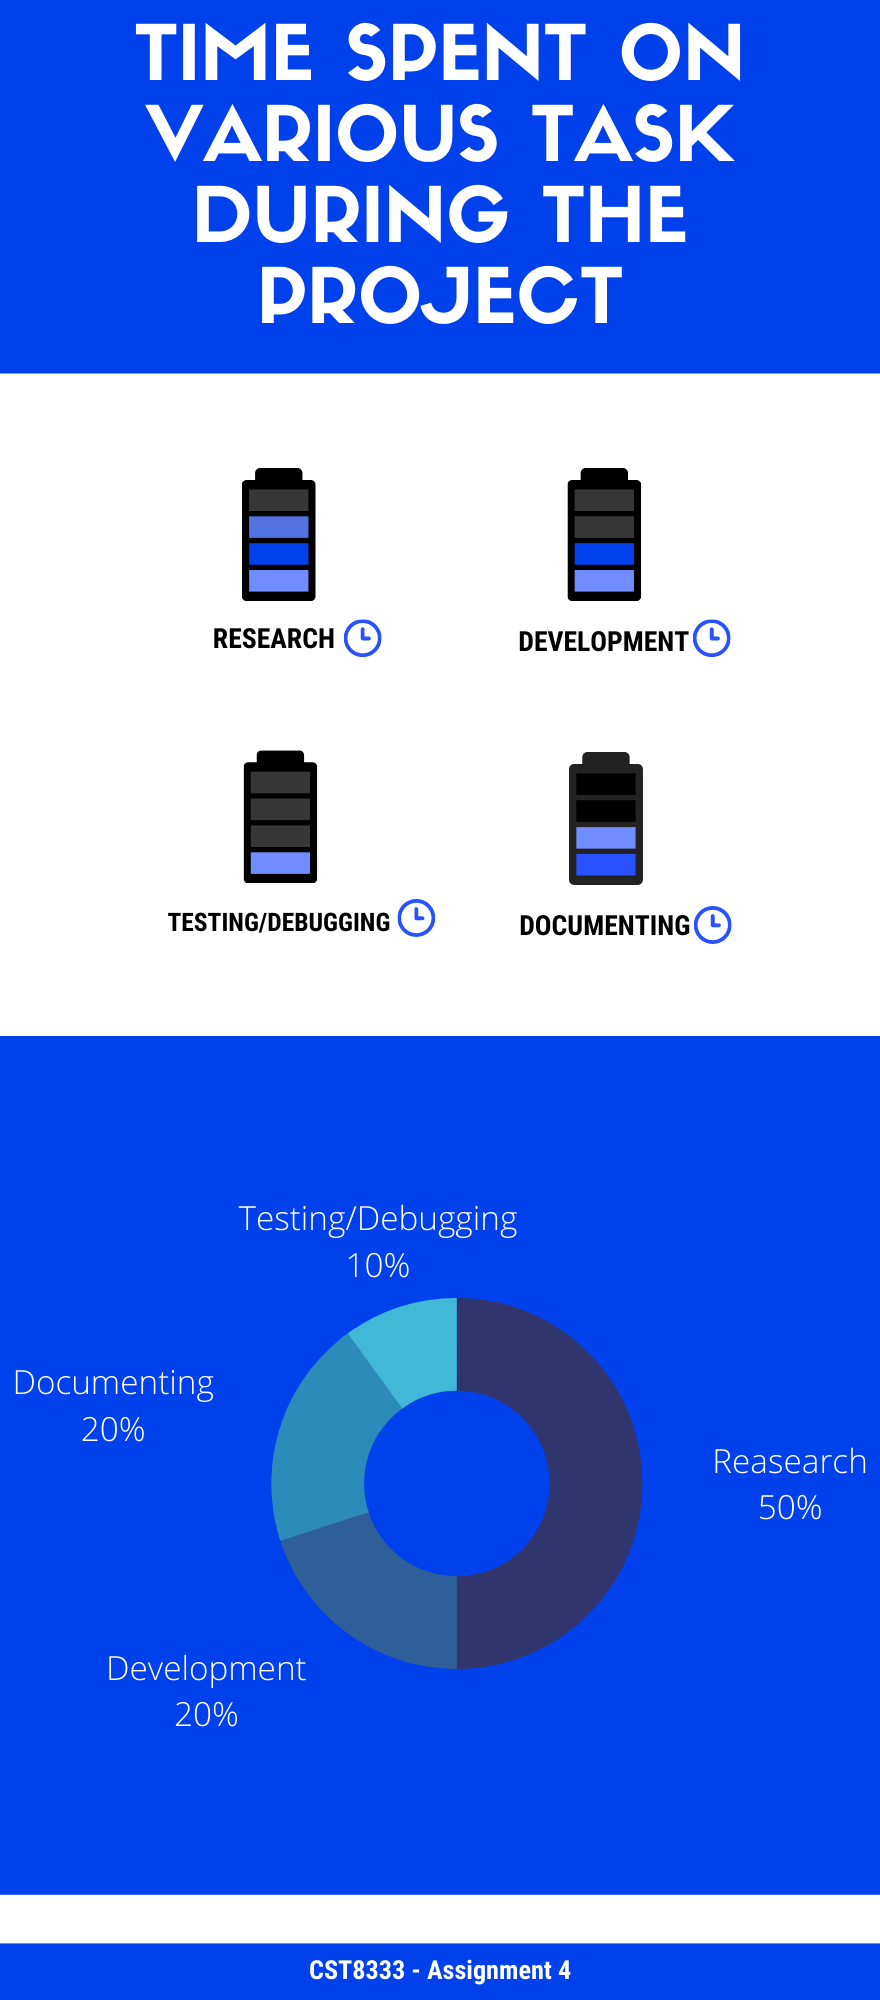 TIME SPENT ON
VARIOUS TASK
DURING THE
PROJECT
RESEARCH
DEVELOPMENT
TESTING/DEBUGGING
DOCUMENTING
Testing/Debugging
10%
Documenting
20%
Reasearch
50%
Development
20%
CST8333 - Assignment 4